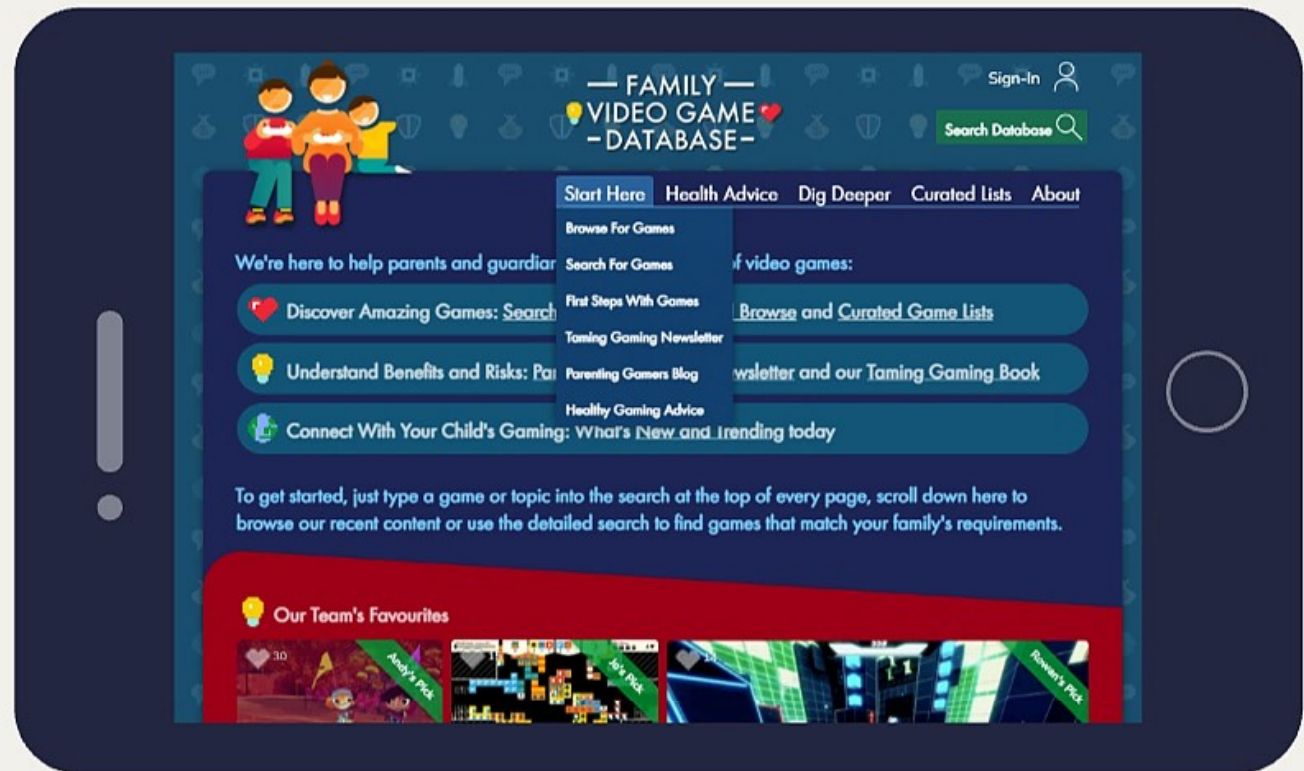 FAMILY
VIDEO GAME
DATABASE
Sign-In
Search Database
Start Here Health Advice Dig Deeper Curated Lists About
Browse For Games
Search For Games
First Steps With Games
Taming Gaming Newsletter
Parenting Gamers Blog
Healthy Gaming Advice
We're here to help parents and guardian f video games:
Discover Amazing Games: Search Browse and Curated Game Lists
Understand Benefits and Risks: Pa wsletter and our Taming Gaming Book
Connect With Your Child's Gaming: What's New and Trending today
To get started, just type a game or topic into the search at the top of every page, scroll down here to
browse our recent content or use the detailed search to find games that match your family's requirements.
Our Team's Favourites
30
Andy's Pick
Jo's Pick
Rowan's Pick